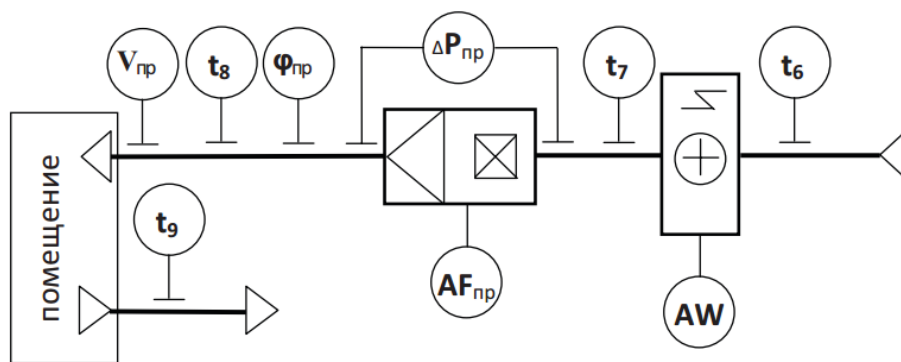 Vпр
t8
φпр
ΔPпр
t7
t6
помещение
t9
AFпр
AW